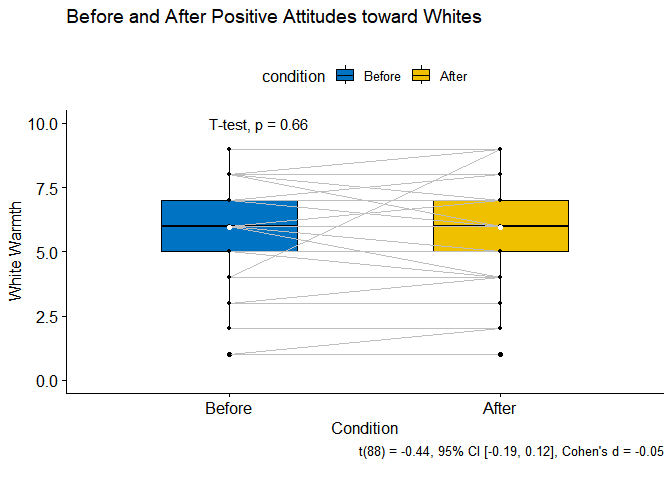 Before and After Positive Attitudes toward Whites
condition Before After
T-test, p = 0.66
10.0
7.5
5.0
2.5
0.0
White Warmth
Before After
Condition
t(88) = -0.44, 95% CI [-0.19, 0.12], Cohen's d = -0.05